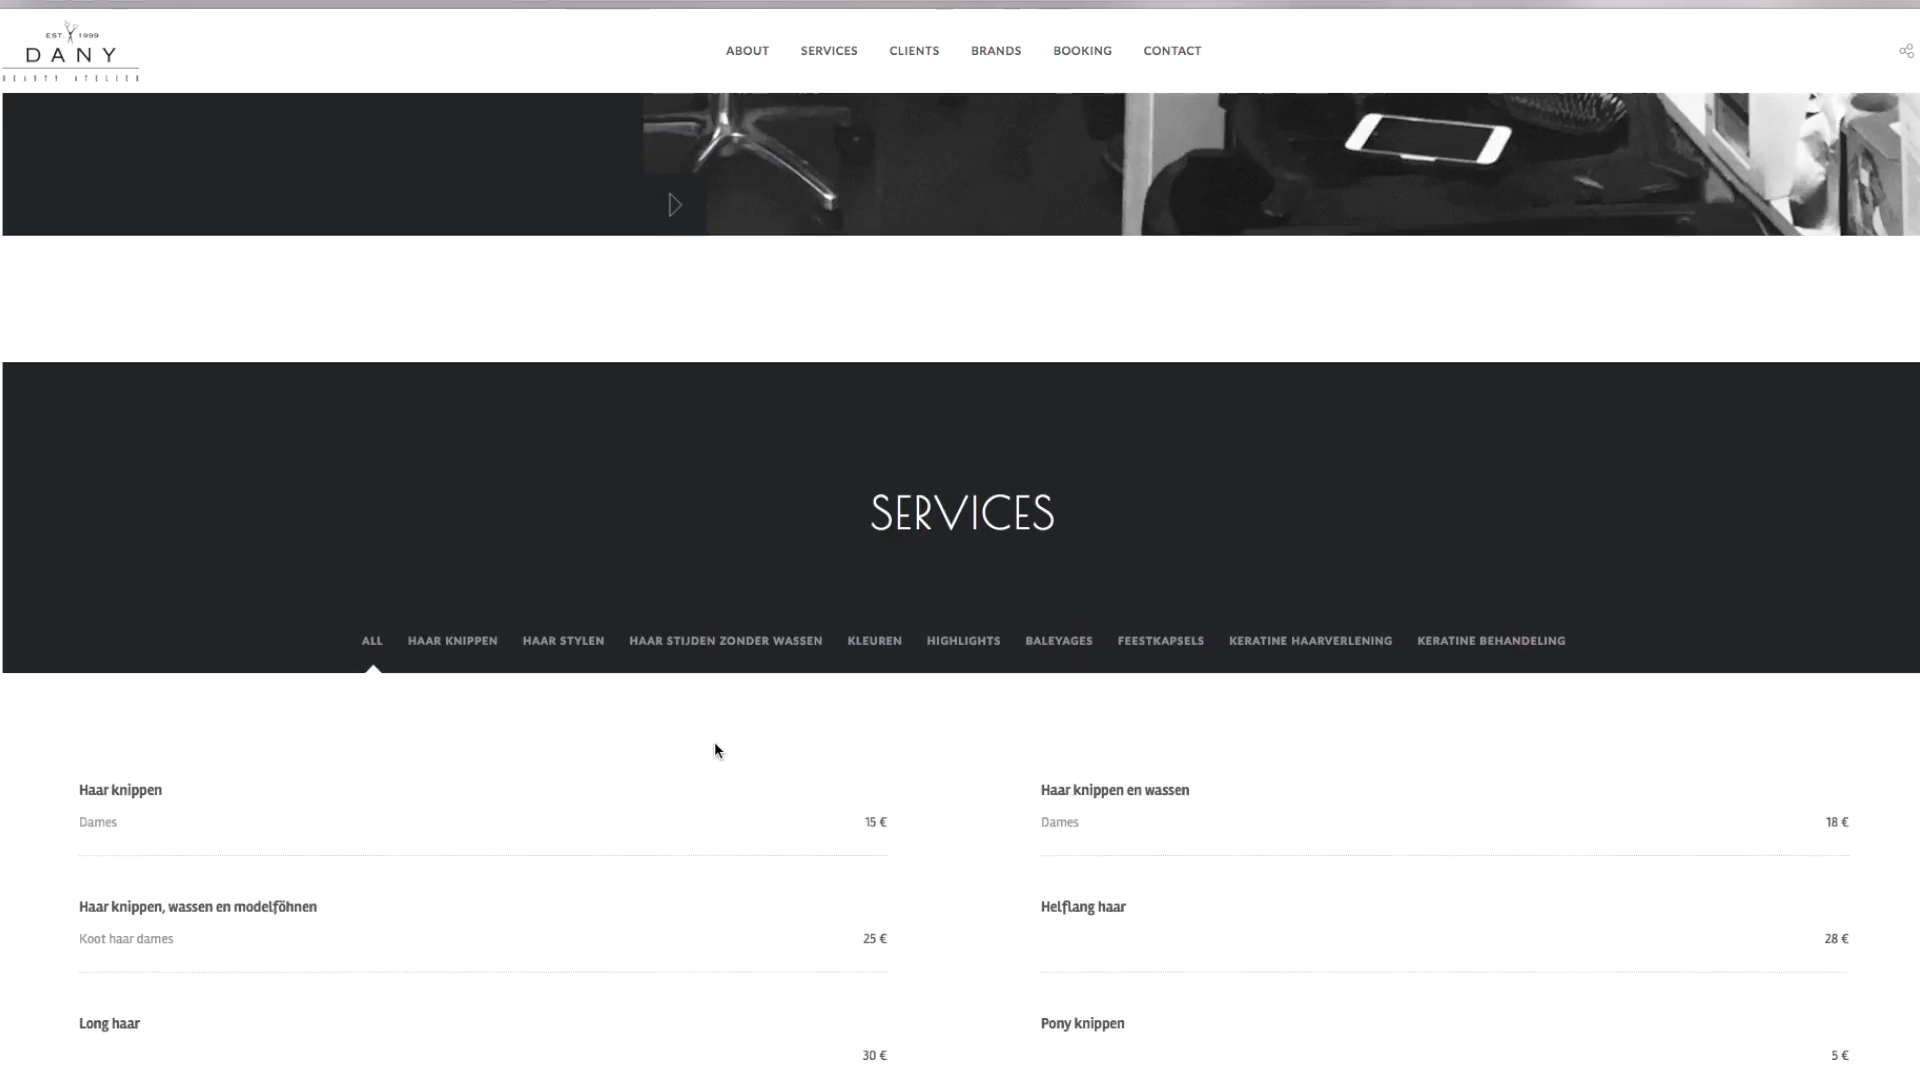 EST. 1999
DANY
BEAUTY ATELIER
ABOUT SERVICES CLIENTS BRANDS BOOKING CONTACT
SERVICES
ALL HAAR KNIPPEN HAAR STYLEN HAAR STIJDEN ZONDER WASSEN KLEUREN HIGHLIGHTS BALEYAGES FEESTKAPSELS KERATINE HAARVERLENING KERATINE BEHANDELING
Haar knippen
Dames 15 €
Haar knippen en wassen
Dames 18 €
Haar knippen, wassen en modelföhnen
Koot haar dames 25 €
Helflang haar
28 €
Long haar
30 €
Pony knippen
5 €